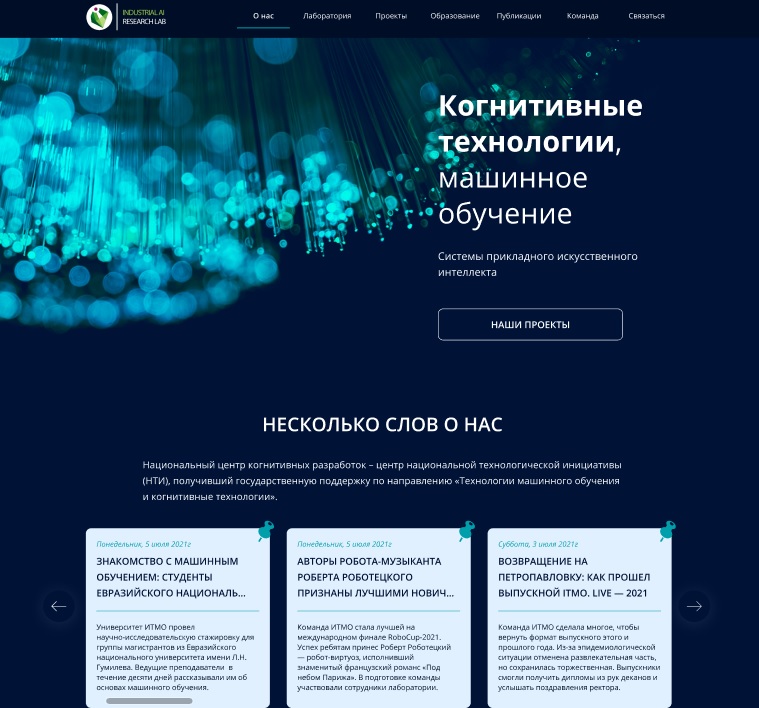 INDUSTRIAL AI
RESEARCH LAB
О нас Лаборатория Проекты Образование Публикации Команда Связаться
Когнитивные
технологии,
машинное
обучение
Системы прикладного искусственного
интеллекта
НАШИ ПРОЕКТЫ
НЕСКОЛЬКО СЛОВ О НАС
Национальный центр когнитивных разработок – центр национальной технологической инициативы
(НТИ), получивший государственную поддержку по направлению «Технологии машинного обучения
и когнитивные технологии».
Понедельник, 5 июля 2021г
ЗНАКОМСТВО С МАШИННЫМ
ОБУЧЕНИЕМ: СТУДЕНТЫ
ЕВРАЗИЙСКОГО НАЦИОНАЛЬ...
Университет ИТМО провел
научно-исследовательскую стажировку для
группы магистрантов из Евразийского
национального университета имени Л.Н.
Гумилева. Ведущие преподаватели в
течение десяти дней рассказывали им об
основах машинного обучения.
Понедельник, 5 июля 2021г
АВТОРЫ РОБОТА-МУЗЫКАНТА
РОБЕРТА РОБОТЕЦКОГО
ПРИЗНАНЫ ЛУЧШИМИ НОВИЧ...
Команда ИТМО стала лучшей на
международном финале RoboCup-2021.
Успех ребятам принес Роберт Роботецкий
— робот-виртуоз, исполнивший
знаменитый французский романс «Под
небом Парижа». В подготовке команды
участвовали сотрудники лаборатории.
Суббота, 3 июля 2021г
ВОЗВРАЩЕНИЕ НА
ПЕТРОПАВЛОВКУ: КАК ПРОШЕЛ
ВЫПУСКНОЙ ITMO. LIVE — 2021
Команда ИТМО сделала многое, чтобы
вернуть формат выпускного этого и
прошлого года. Из-за эпидемиологической
ситуации отменена развлекательная часть,
но сохранилась торжественная. Выпускники
смогли получить дипломы из рук деканов и
услышать поздравления ректора.